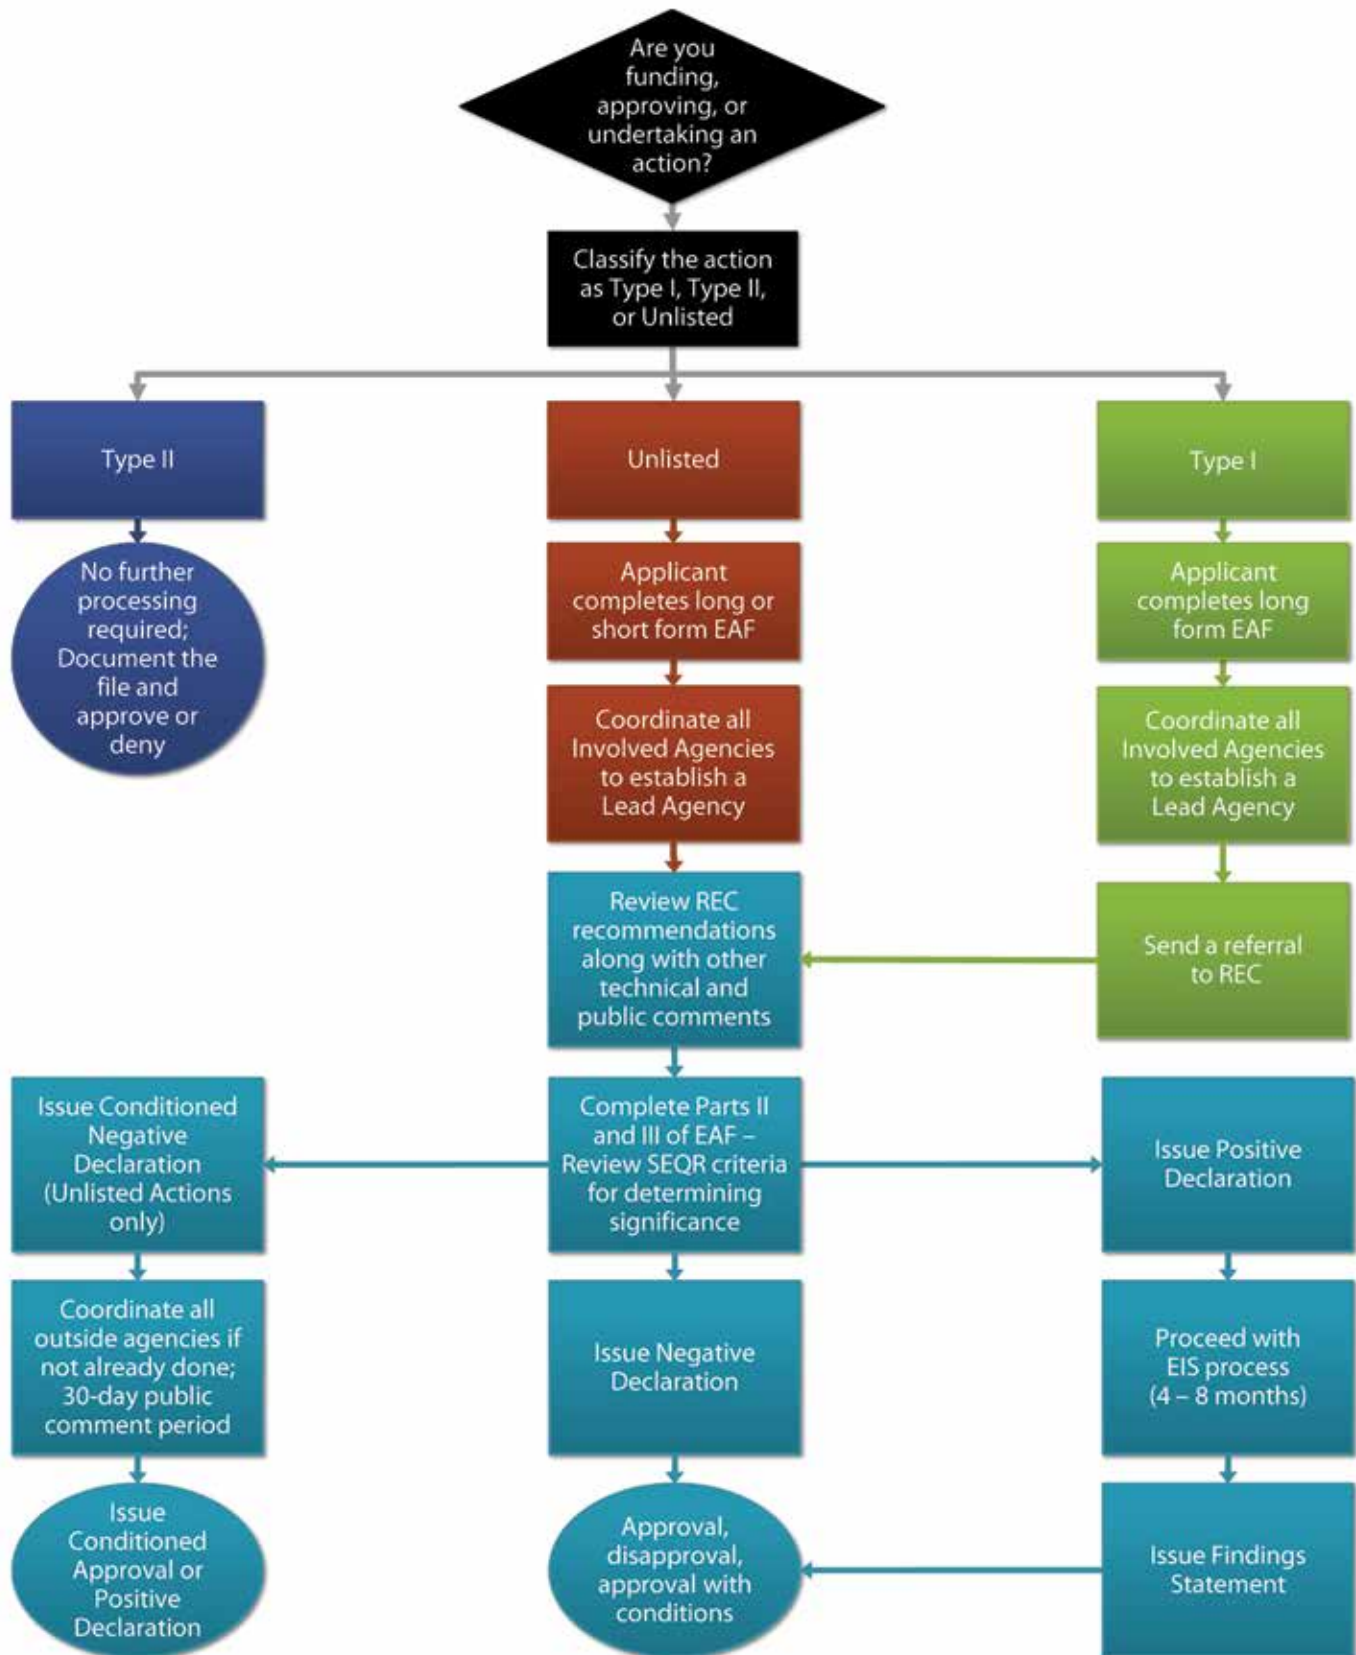 Are you
funding,
approving, or
undertaking an
action?
Classify the action
as Type I, Type II,
or Unlisted
Type II
Unlisted
Type I
No further
processing
required;
Document the
file and
approve or
deny
Applicant
completes long or
short form EAF
Applicant
completes long
form EAF
Coordinate all
Involved Agencies
to establish a
Lead Agency
Coordinate all
Involved Agencies
to establish a
Lead Agency
Review REC
recommendations
along with other
technical and
public comments
Send a referral
to REC
Issue Conditioned
Negative
Declaration
(Unlisted Actions
only)
Complete Parts II
and III of EAF –
Review SEQR criteria
for determining
significance
Issue Positive
Declaration
Coordinate all
outside agencies if
not already done;
30-day public
comment period
Issue Negative
Declaration
Proceed with
EIS process
(4 – 8 months)
Issue
Conditioned
Approval or
Positive
Declaration
Approval,
disapproval,
approval with
conditions
Issue Findings
Statement